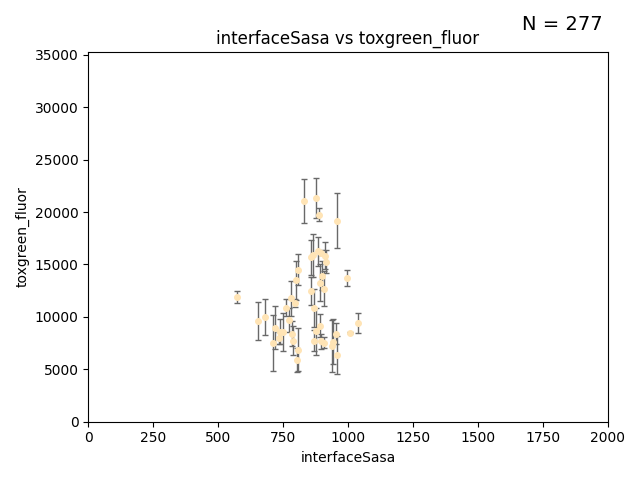 N = 277
interfaceSasa vs toxgreen_fluor
35000
30000
25000
20000
15000
10000
5000
0
toxgreen_fluor
0 250 500 750 1000 1250 1500 1750 2000
interfaceSasa